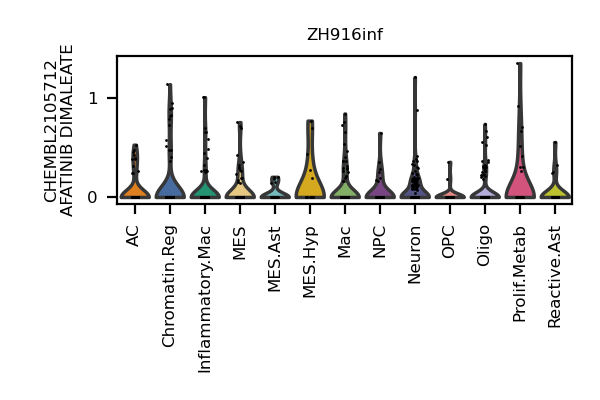 ZH916inf
CHEMBL2105712
AFATINIB DIMALEATE
1
0
AC
Chromatin.Reg
Inflammatory.Mac
MES
MES.Ast
MES.Hyp
Mac
NPC
Neuron
OPC
Oligo
Prolif.Metab
Reactive.Ast